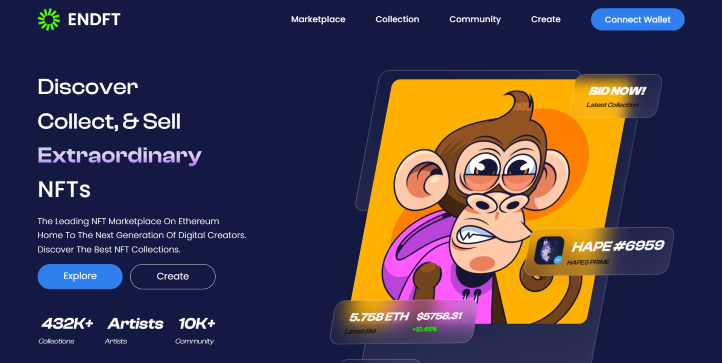 ENDFT
Marketplace
Collection
Community
Create
Connect Wallet
Discover
Collect, & Sell
Extraordinary
NFTs
The Leading NFT Marketplace On Ethereum
Home To The Next Generation Of Digital Creators.
Discover The Best NFT Collections.
Explore
Create
432K+
Collections
Artists
Artists
10K+
Community
BID NOW!
Latest Collection
HAPE #6959
HAPES PRIME
5.758 ETH $5758.31
Latest Bid +12.45%